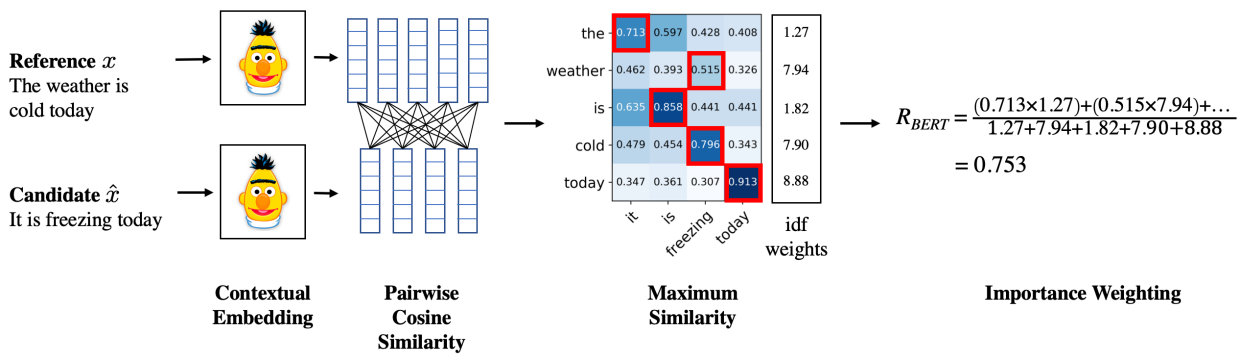 Reference x
The weather is
cold today
Candidate x̂
It is freezing today
Contextual
Embedding
Pairwise
Cosine
Similarity
the 0.713 0.597 0.428 0.408 1.27
weather 0.462 0.393 0.515 0.326 7.94
is 0.635 0.858 0.441 0.441 1.82
cold 0.479 0.454 0.796 0.343 7.90
today 0.347 0.361 0.307 0.913 8.88
it is freezing today
idf
weights
Maximum
Similarity
R_BERT = (0.713×1.27)+(0.515×7.94)+...
1.27+7.94+1.82+7.90+8.88
= 0.753
Importance Weighting